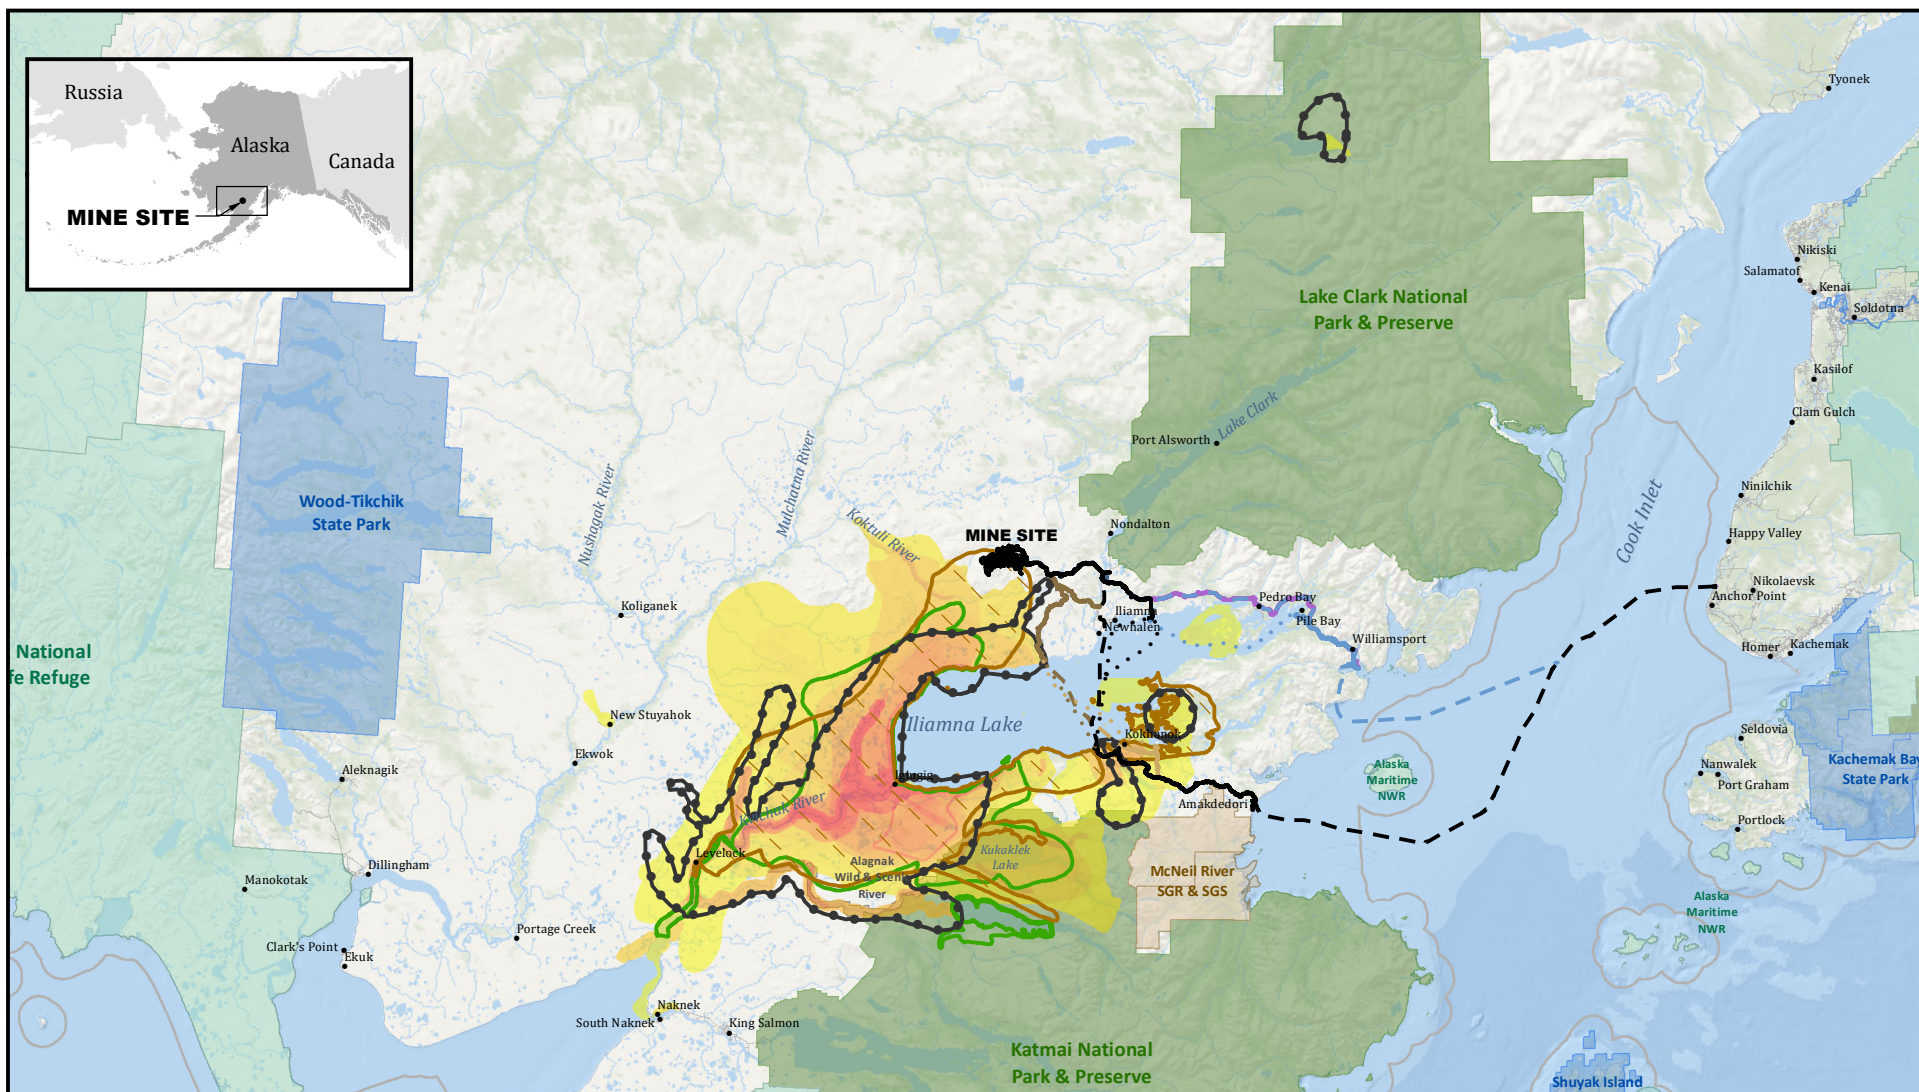 Russia
Alaska
Canada
MINE SITE
Tyonek
Nikiski
Salamatof
Kenai
Soldotna
Lake Clark National
Park & Preserve
Kasilof
Clam Gulch
Lake Clark
Port Alsworth
Cook Inlet
Ninilchik
Wood-Tikchik
State Park
Nushagak River
Mulchatna River
Koktuli River
MINE SITE
Nondalton
Happy Valley
Nikolaevsk
Anchor Point
Koliganek
Iliamna
Newhalen
Pedro Bay
Pile Bay
Williamsport
Homer
Kachemak
National
fe Refuge
New Stuyahok
Iliamna Lake
Kokhanok
Seldovia
Ekwok
Aleknagik
Igiugig
Alaska
Maritime
NWR
Nanwalek
Port Graham
Kachemak Bay
State Park
Kvichak River
Amakdedori
Portlock
Levelock
Kukaklek
Lake
Alagnak
Wild & Scenic
River
McNeil River
SGR & SGS
Dillingham
Manokotak
Alaska
Maritime
NWR
Portage Creek
Clark's Point
Ekuk
Naknek
South Naknek
King Salmon
Katmai National
Park & Preserve
Shuyak Island